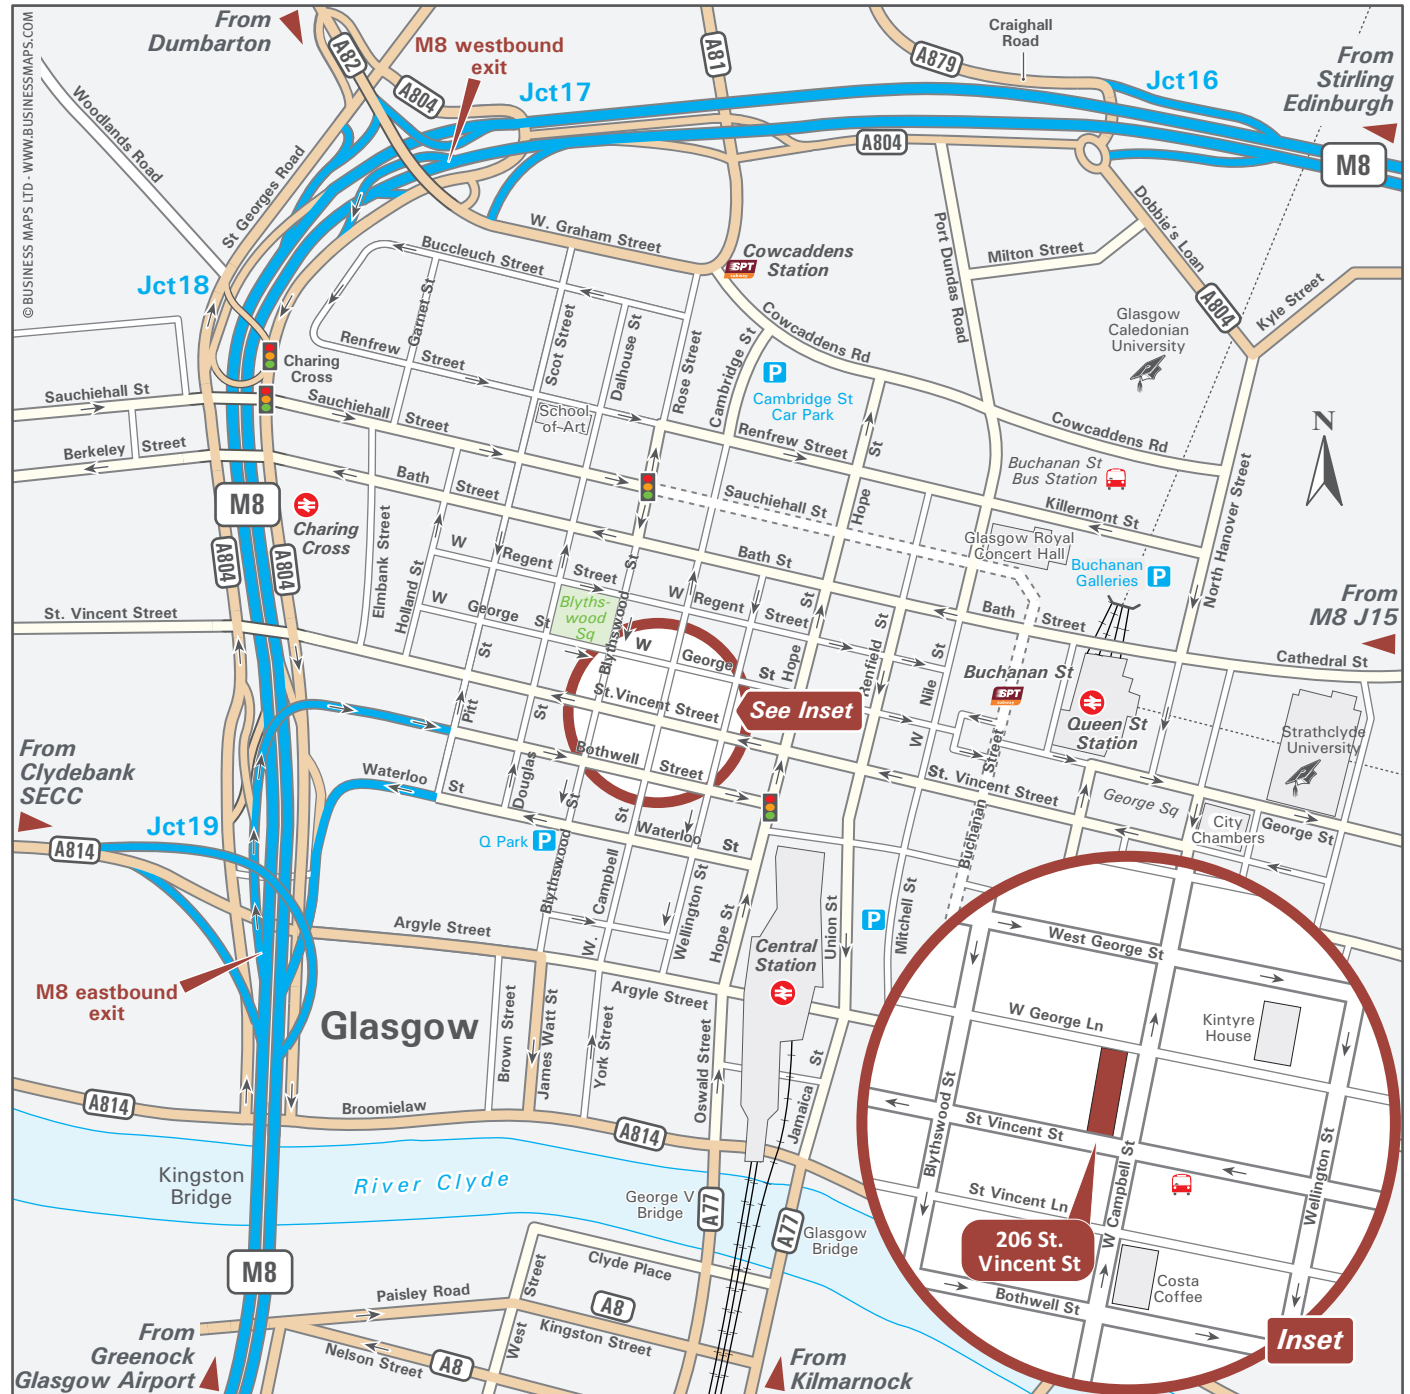 © BUSINESS MAPS LTD - WWW.BUSINESSMAPS.COM
From
Dumbarton
A82
M8 westbound
exit
A804
Jct17
A81
A879
Craighall
Road
Jct16
From
Stirling
Edinburgh
M8
Woodlands Road
St Georges Road
A804
W. Graham Street
Buccleuch Street
Cowcaddens
Station
SPT
subway
Port Dundas Road
Milton Street
Dobbie's Loan
A804
Kyle Street
Jct18
Garnet St
Renfrew
Street
Scot Street
Dalhouse St
Rose Street
Cambridge St
Cowcaddens Rd
Glasgow
Caledonian
University
Charing
Cross
P
Cambridge St
Car Park
Sauchiehall St
Sauchiehall
Street
School
of Art
Renfrew Street
St
Cowcaddens Rd
Berkeley
Street
Bath
Street
Buchanan St
Bus Station
North Hanover Street
M8
Charing
Cross
Sauchiehall St
Hope
Killermont St
Elmbank Street
W
Regent
Street
St
Bath St
Glasgow Royal
Concert Hall
Buchanan
Galleries
P
A804
A804
Holland St
W
George
St
Blyths-
wood
Sq
Blythswood
W
Regent
Street
St
Bath
Street
From
M8 J15
St. Vincent Street
St
W
George
St
Hope
Renfield St
St
Nile
Cathedral St
Buchanan St
SPT
subway
Pitt
St
St.Vincent Street
See Inset
W
Street
Queen St
Station
Strathclyde
University
From
Clydebank
SECC
Waterloo
St
Douglas
Bothwell
Street
St. Vincent Street
George Sq
City
Chambers
George St
A814
Jct19
Q Park
P
St
St
Waterloo
St
Buchanan
Blythswood
Campbell
W.
Wellington St
Hope St
Argyle Street
Central
Station
Union St
P
Mitchell St
M8 eastbound
exit
Glasgow
Brown Street
James Watt St
York Street
Argyle Street
Oswald Street
St
Jamaica
A814
Broomielaw
A814
Kingston
Bridge
River Clyde
George V
Bridge
A77
A77
Glasgow
Bridge
M8
Clyde Place
Street
West
Paisley Road
A8
Kingston Street
Nelson Street
A8
From
Greenock
Glasgow Airport
From
Kilmarnock
N
West George St
W George Ln
Kintyre
House
Blythswood St
St Vincent St
St Vincent Ln
W Campbell St
Wellington St
206 St.
Vincent St
Costa
Coffee
Bothwell St
Inset